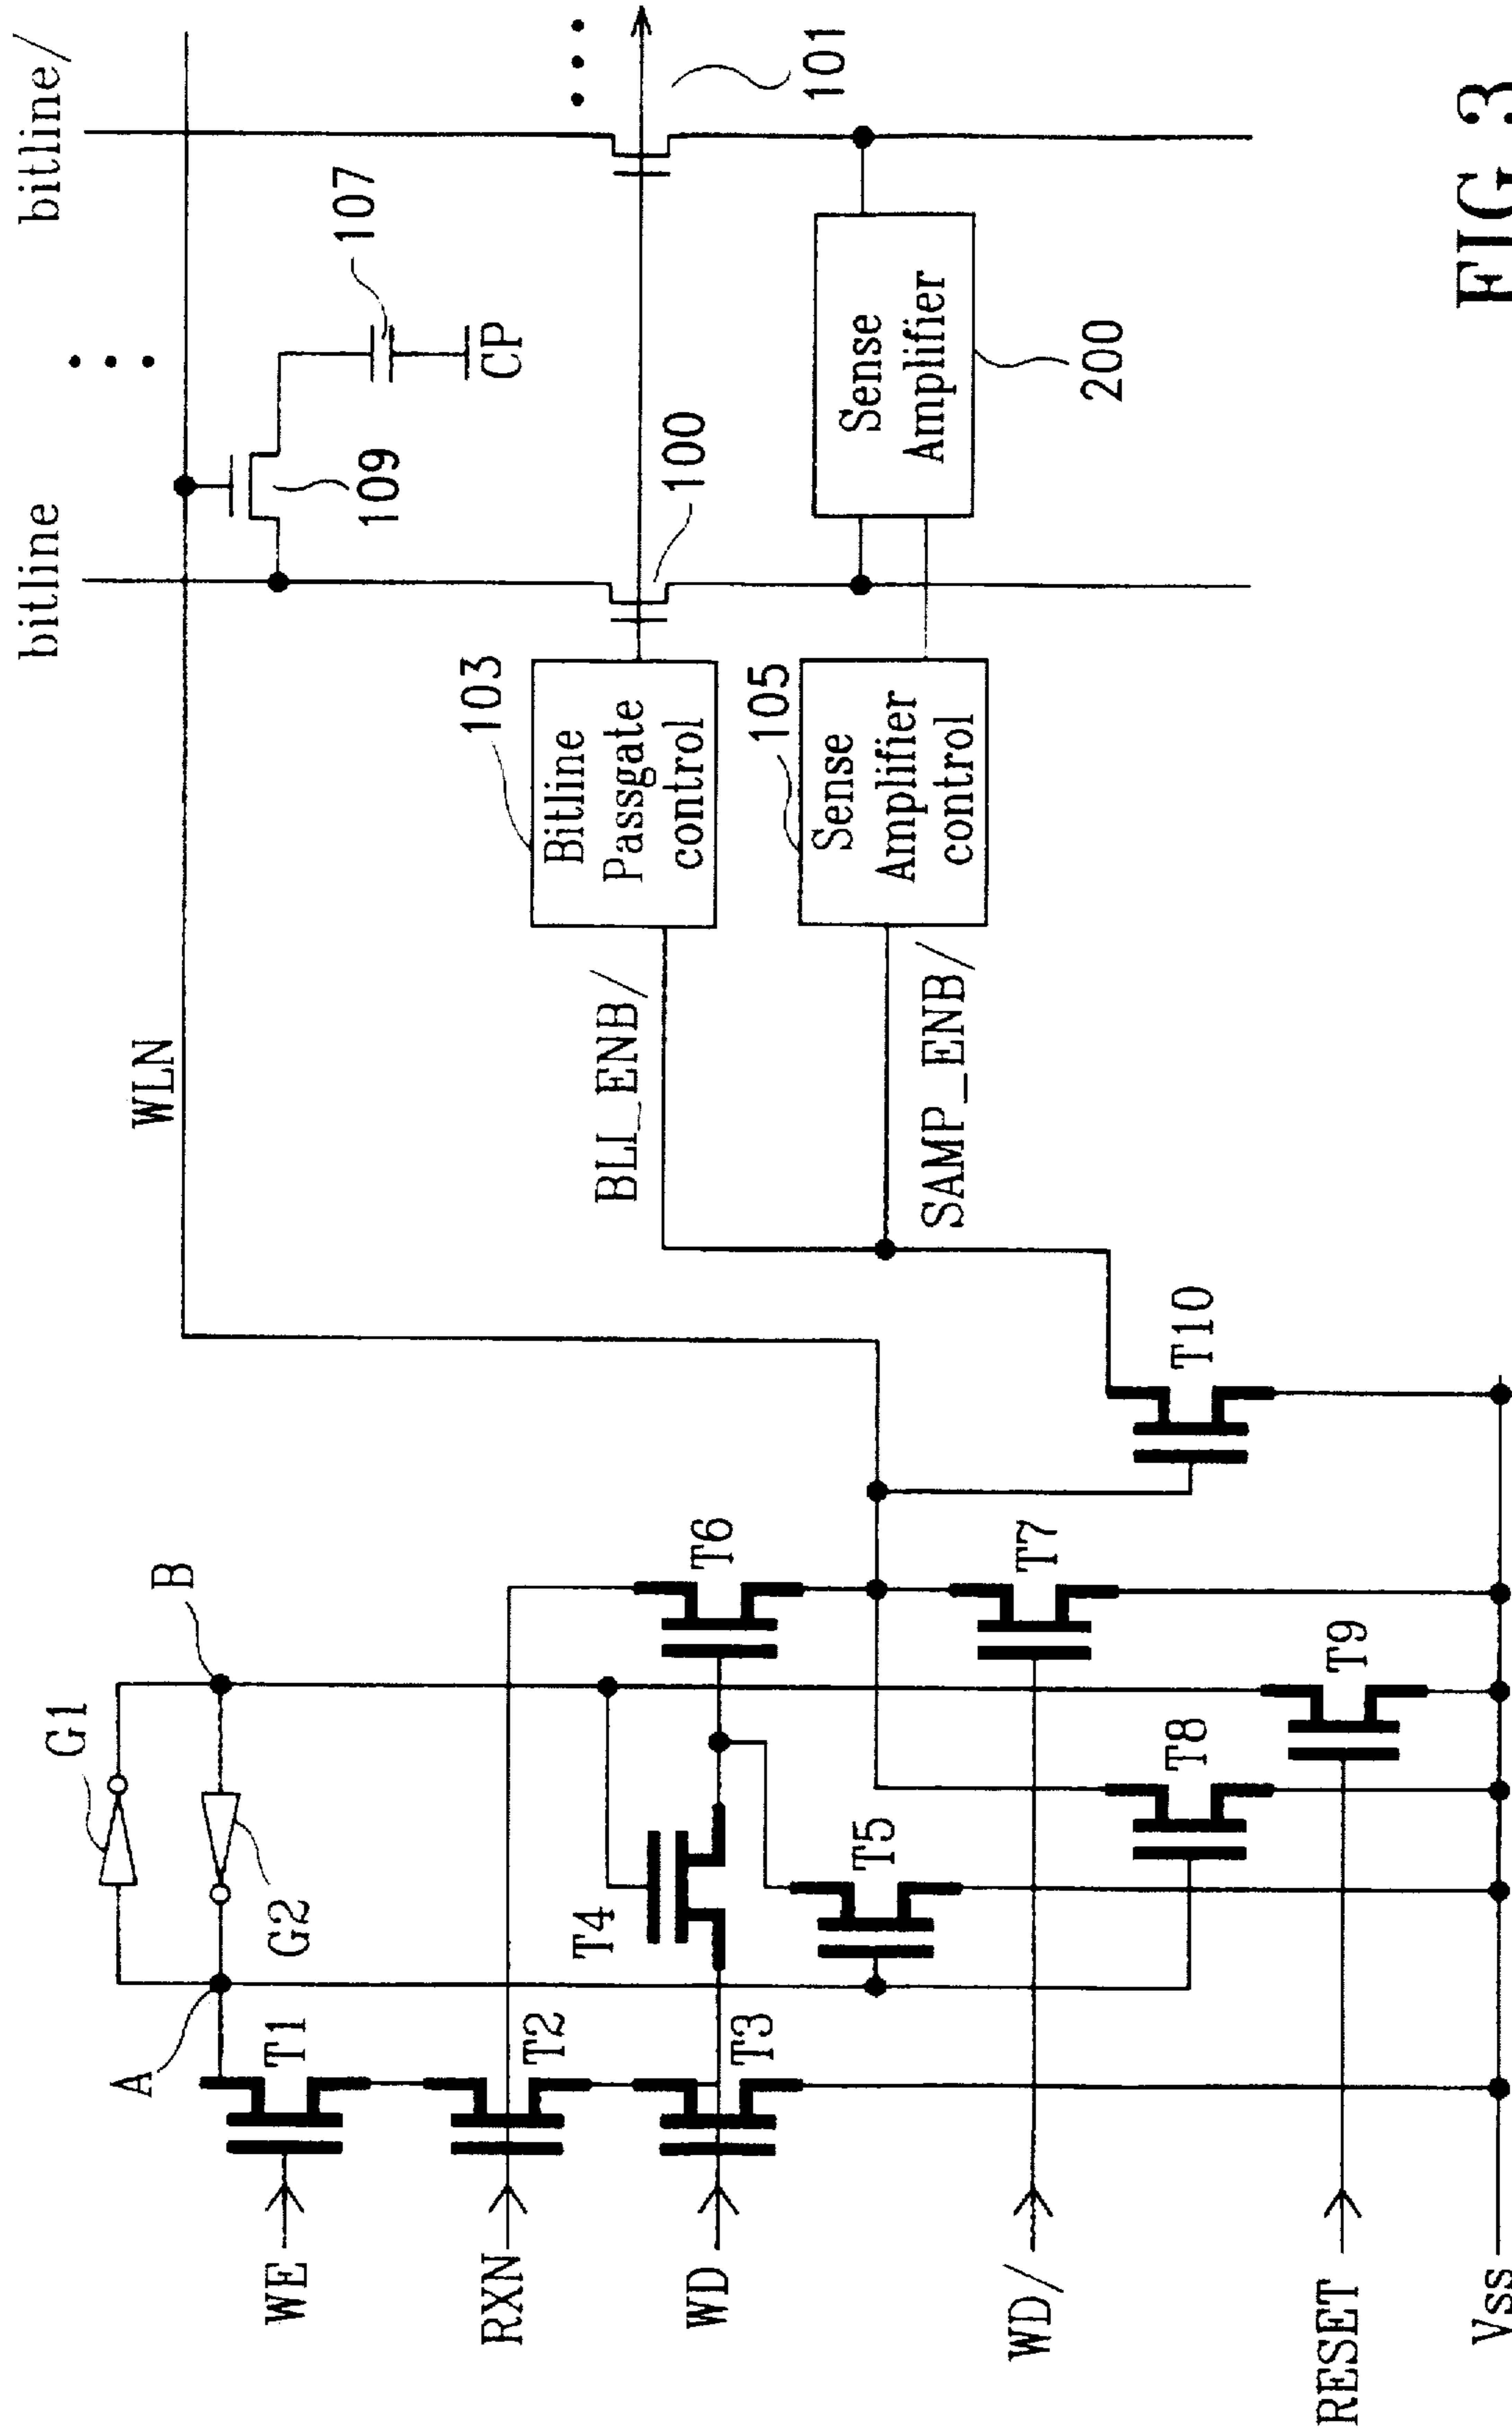 FIG.3
WE
RXN
WD
WD/
RESET
Vss
A
B
G1
G2
T1
T2
T3
T4
T5
T6
T7
T8
T9
T10
WLN
BLI_ENB/
SAMP_ENB/
103
Bitline
Passgate
control
105
Sense
Amplifier
control
bitline
bitline/
109
107
CP
100
101
Sense
Amplifier
200